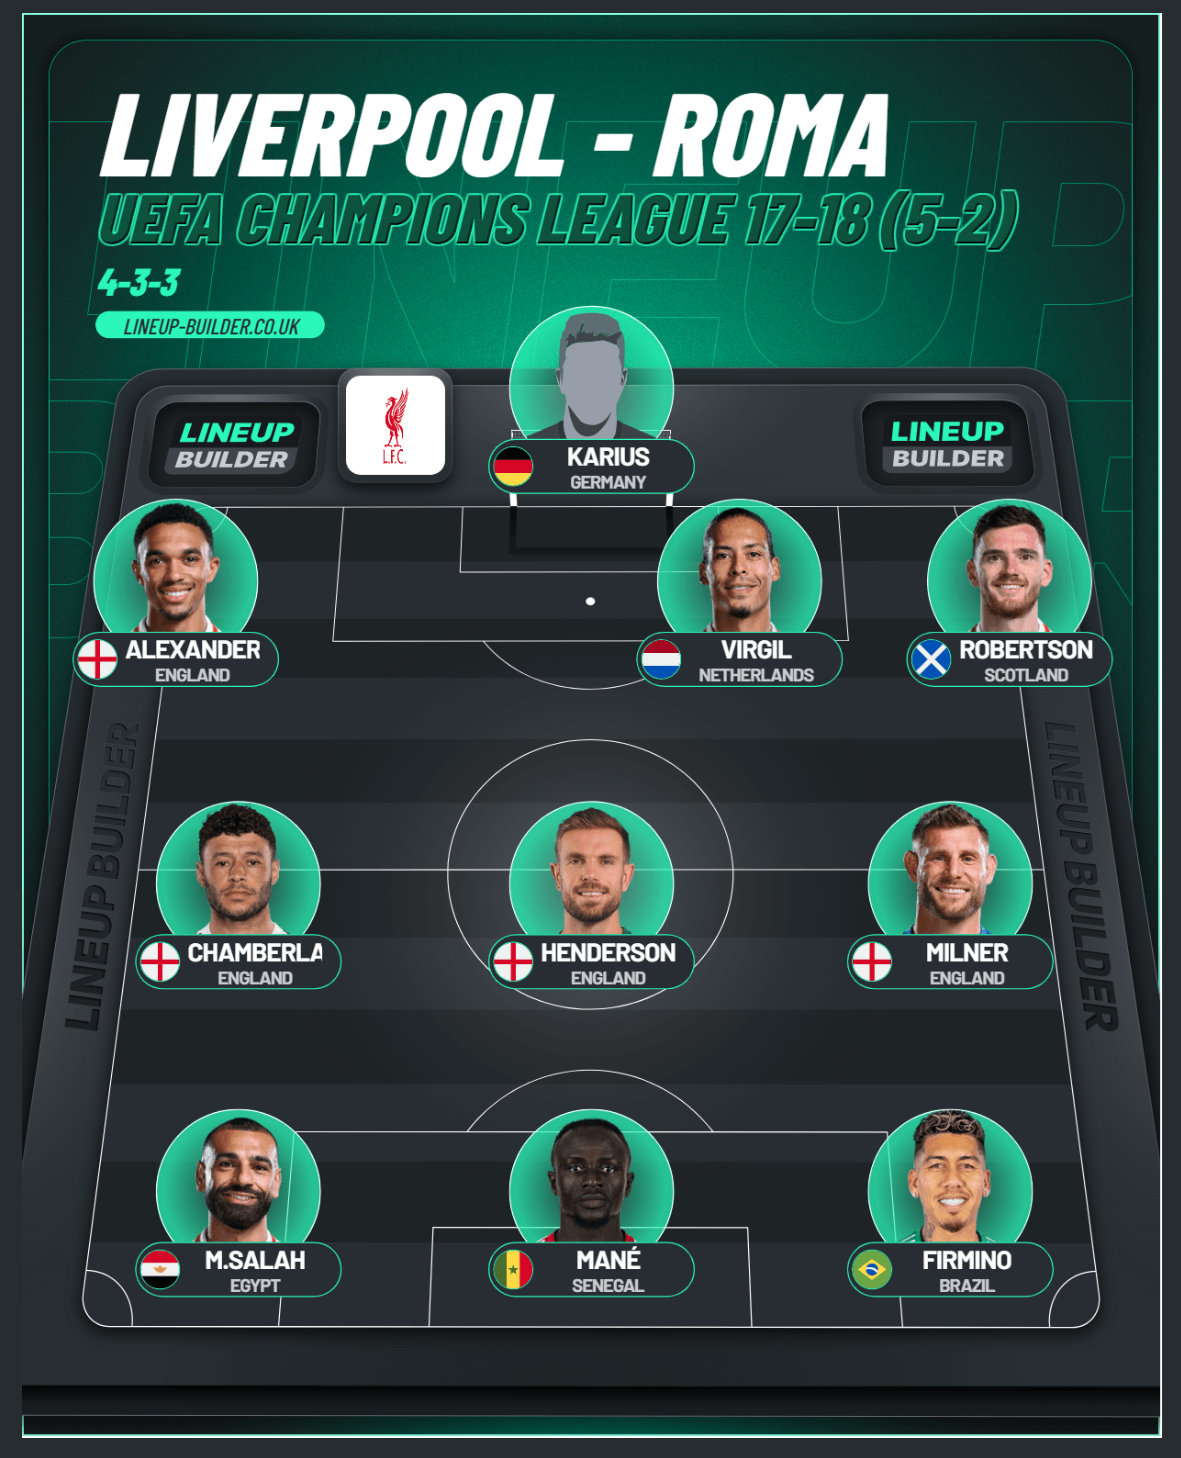 LIVERPOOL - ROMA
UEFA CHAMPIONS LEAGUE 17-18 (5-2)
4-3-3
LINEUP-BUILDER.CO.UK
LINEUP
BUILDER
L.F.C.
LINEUP
BUILDER
KARIUS
GERMANY
ALEXANDER
ENGLAND
VIRGIL
NETHERLANDS
ROBERTSON
SCOTLAND
LINEUP BUILDER
LINEUP BUILDER
CHAMBERLA
ENGLAND
HENDERSON
ENGLAND
MILNER
ENGLAND
M.SALAH
EGYPT
MANÉ
SENEGAL
FIRMINO
BRAZIL